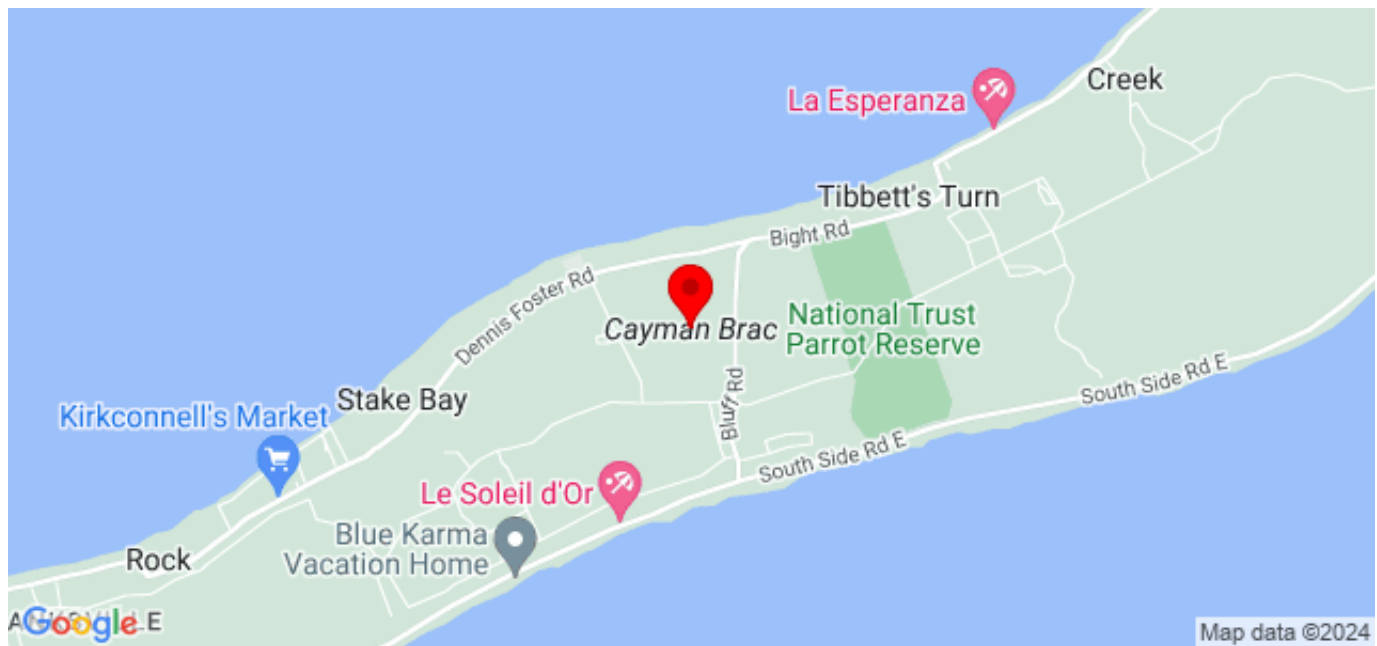 Creek
La Esperanza
Tibbett's Turn
Bight Rd
Dennis Foster Rd
National Trust
Parrot Reserve
Cayman Brac
South Side Rd E
Stake Bay
Bluff Rd
Kirkconnell's Market
South Side Rd E
Le Soleil d'Or
Blue Karma
Vacation Home
Rock
Google
Map data ©2024